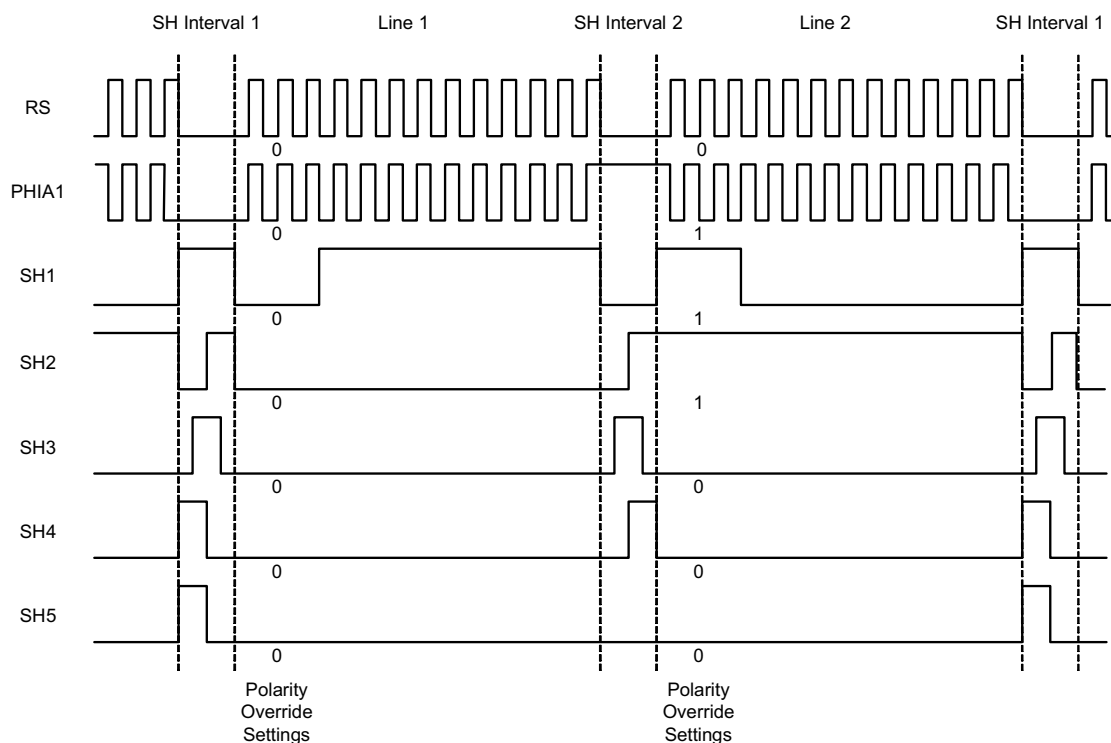 SH Interval 1 Line 1 SH Interval 2 Line 2 SH Interval 1
RS
0 0
PHIA1
0 1
SH1
0 1
SH2
0 1
SH3
0 0
SH4
0 0
SH5
0 0
Polarity
Override
Settings
Polarity
Override
Settings